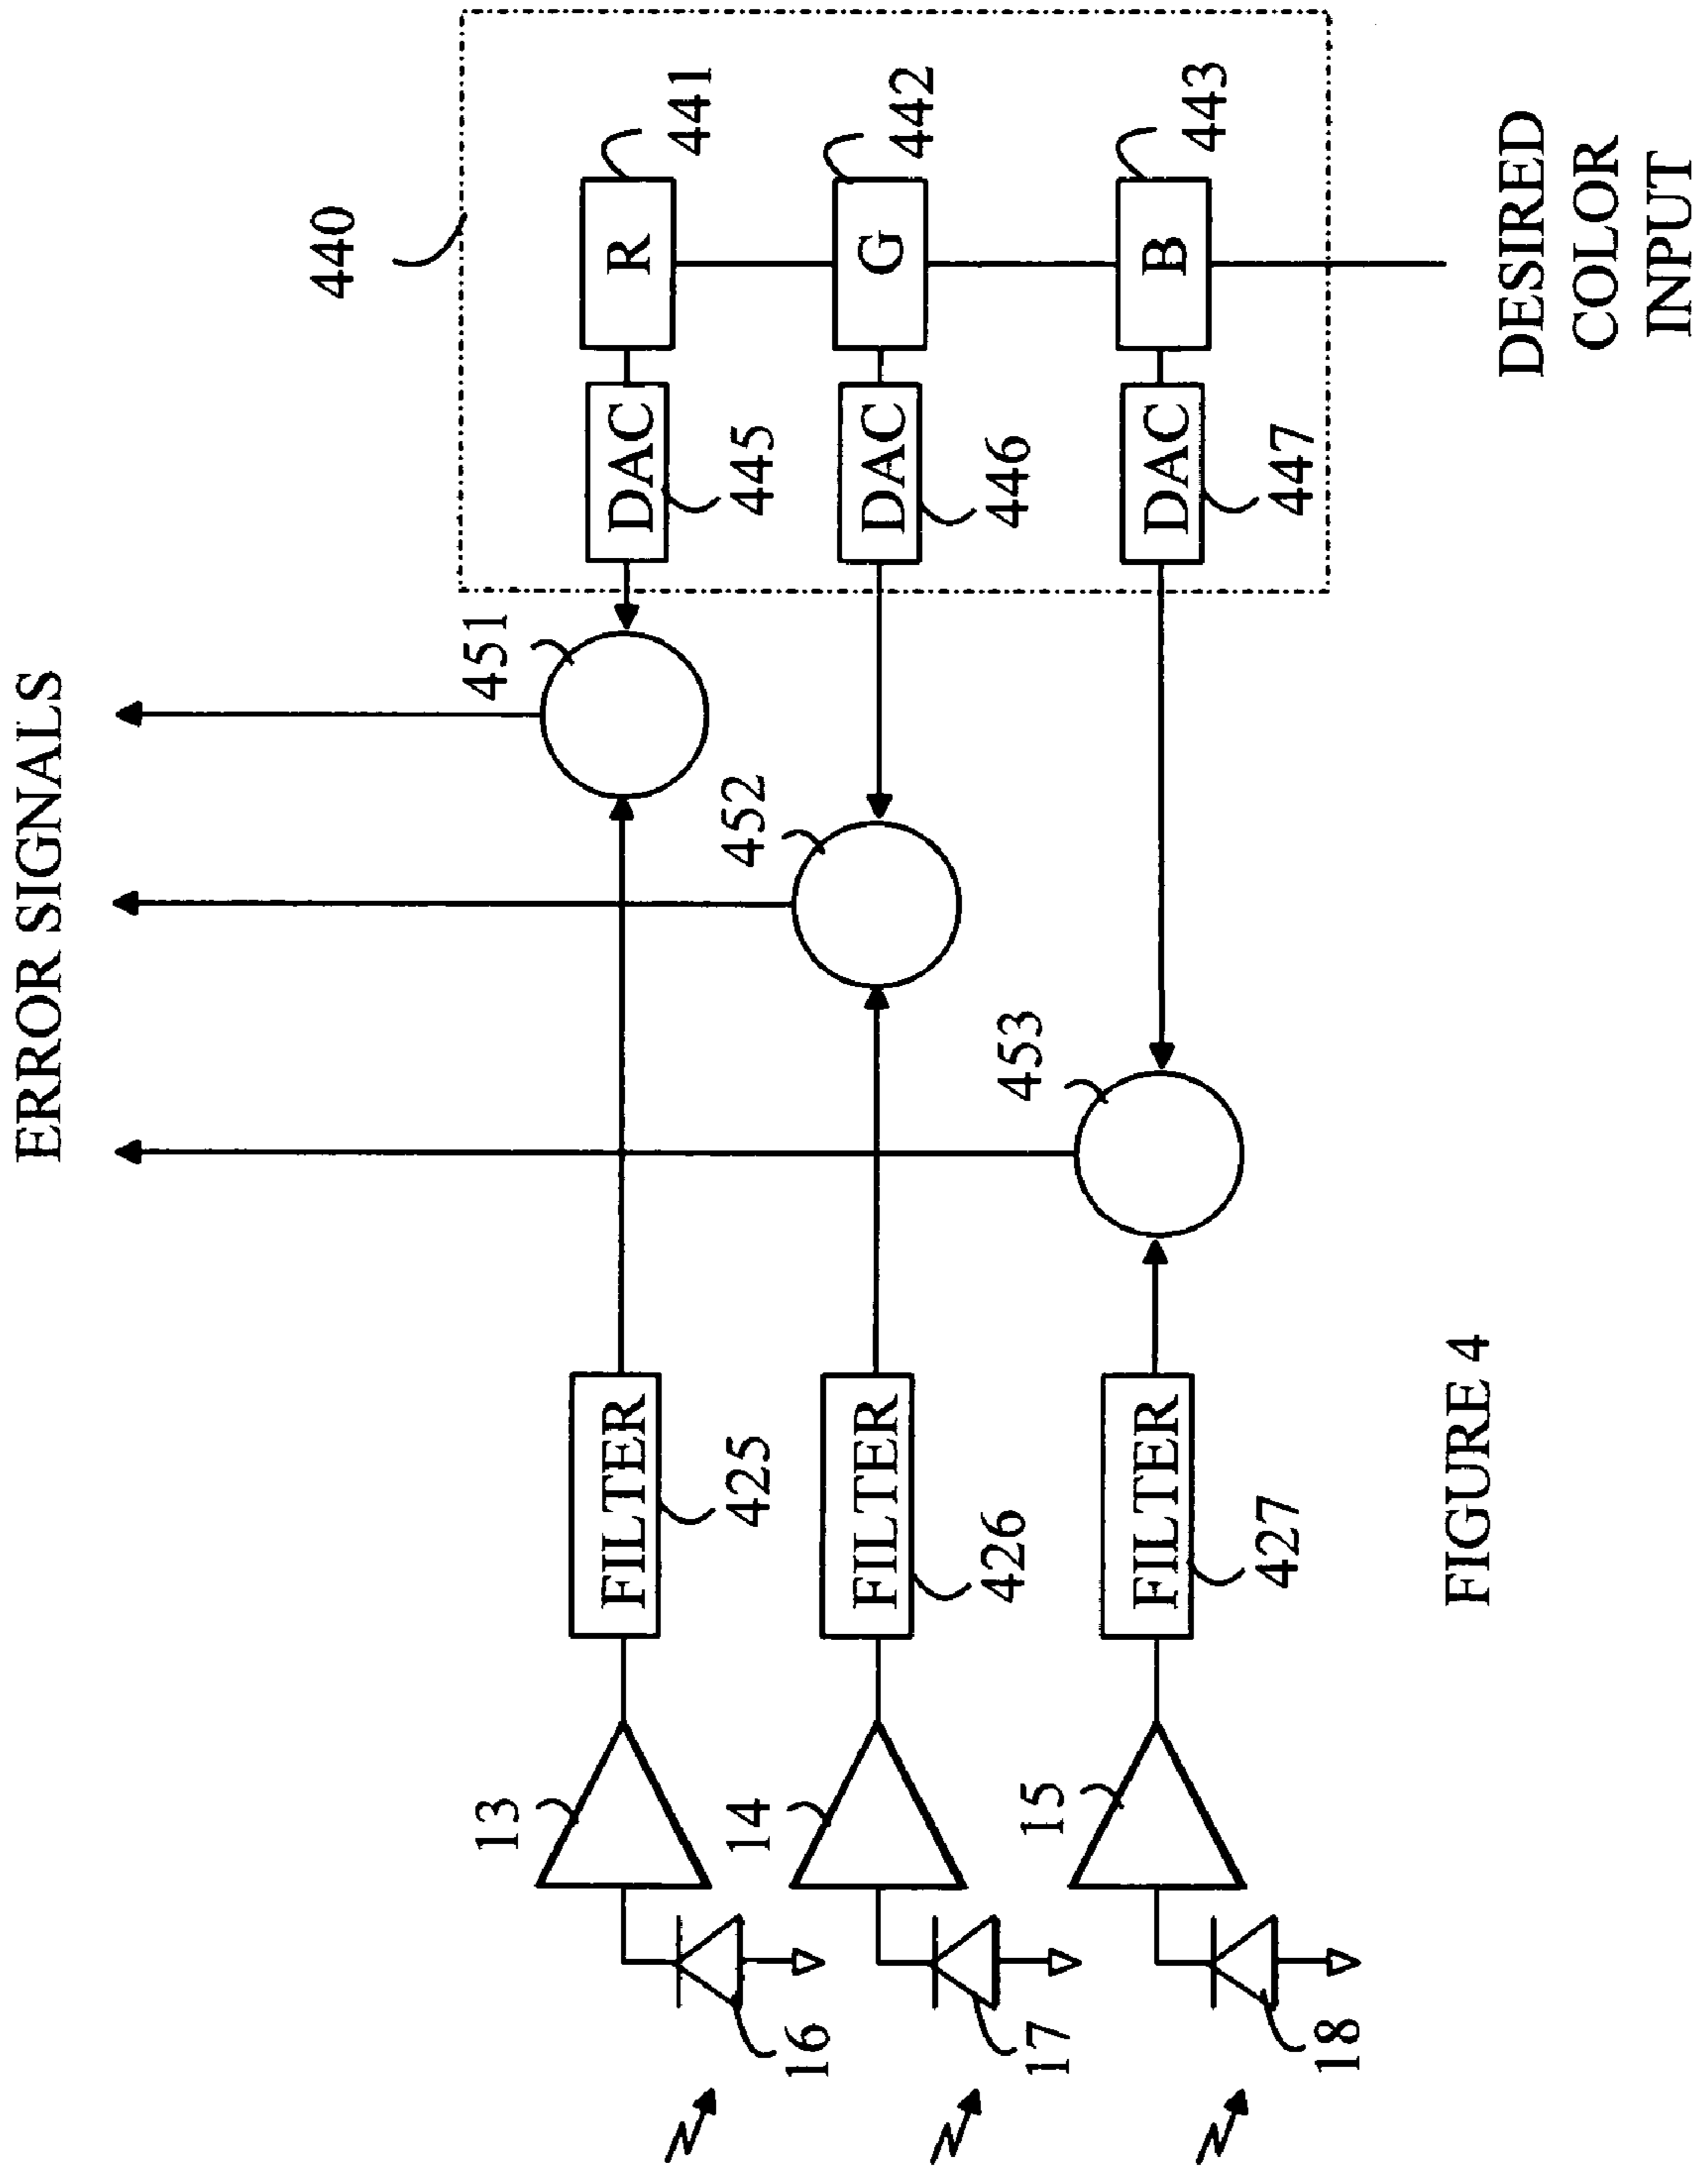 ERROR SIGNALS
440
R
441
DAC
445
G
442
DAC
446
B
443
DAC
447
DESIRED
COLOR
INPUT
451
452
453
FILTER
425
FILTER
426
FILTER
427
13
14
15
16
17
18
FIGURE 4